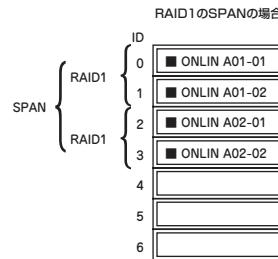 RAID1のSPANの場合
ID
0 ■ ONLIN A01-01
RAID1
1 ■ ONLIN A01-02
SPAN
2 ■ ONLIN A02-01
RAID1
3 ■ ONLIN A02-02
4
5
6